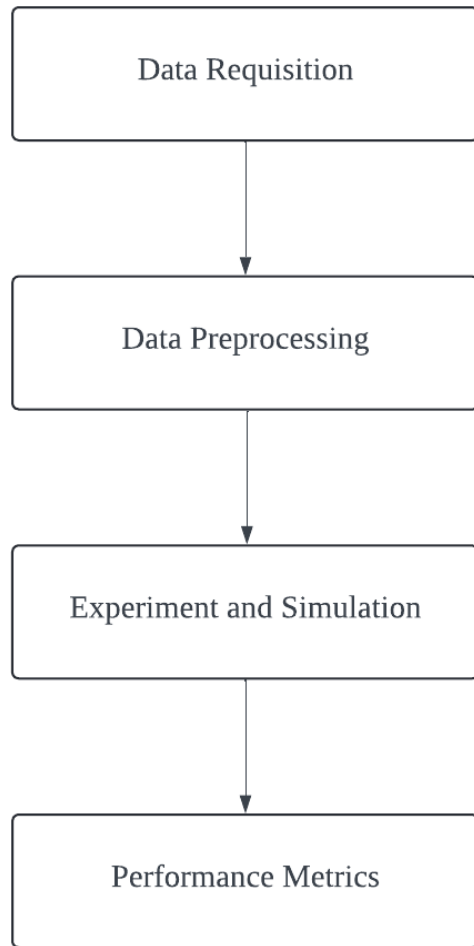 Data Requisition
Data Preprocessing
Experiment and Simulation
Performance Metrics